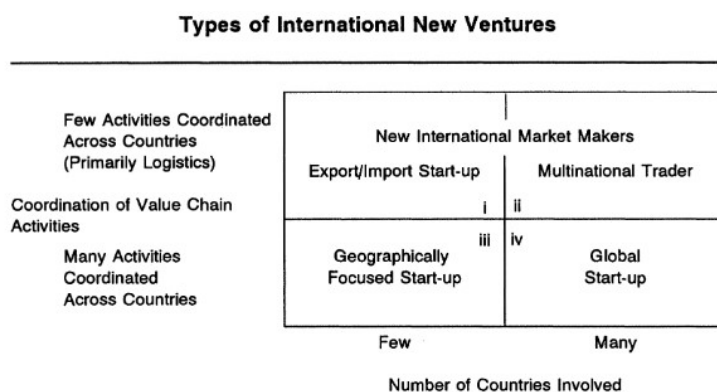 Types of International New Ventures
Few Activities Coordinated
Across Countries
(Primarily Logistics)
New International Market Makers
Export/Import Start-up
Multinational Trader
i
ii
Coordination of Value Chain
Activities
iii
iv
Many Activities
Coordinated
Across Countries
Geographically
Focused Start-up
Global
Start-up
Few
Many
Number of Countries Involved